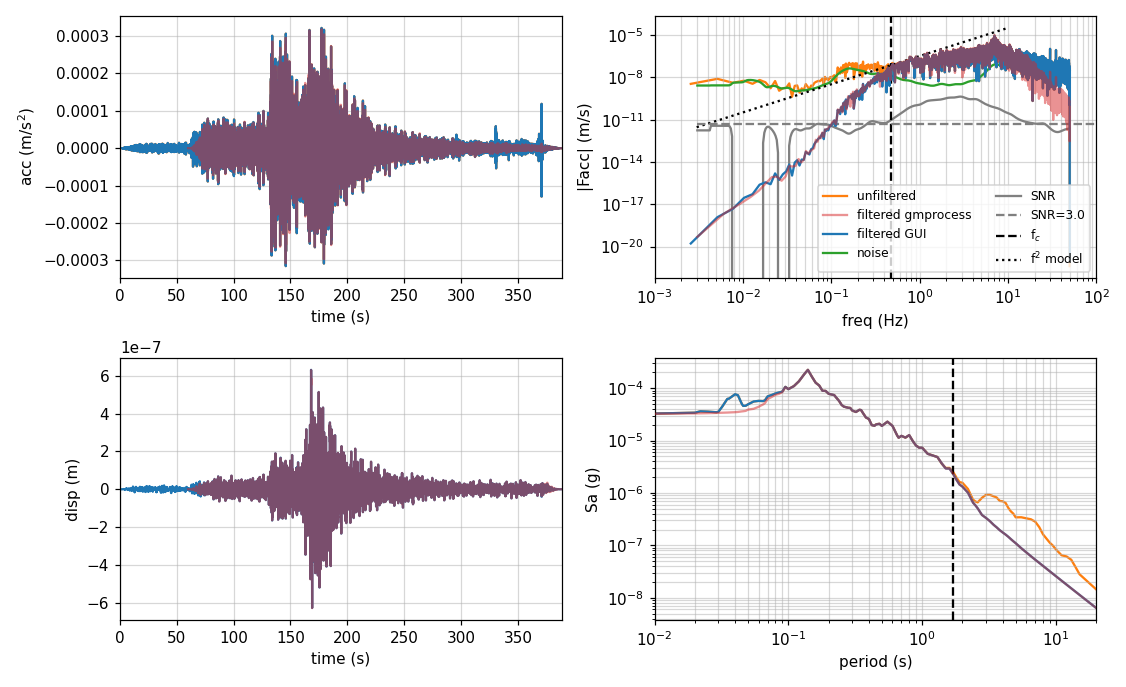 0.0003
0.0002
0.0001
0.0000
−0.0001
−0.0002
−0.0003
acc (m/s²)
0 50 100 150 200 250 300 350
time (s)
10⁻⁵
10⁻⁸
10⁻¹¹
10⁻¹⁴
10⁻¹⁷
10⁻²⁰
|Facc| (m/s)
unfiltered
filtered gmprocess
filtered GUI
noise
SNR
SNR=3.0
f_c
f² model
10⁻³ 10⁻² 10⁻¹ 10⁰ 10¹ 10²
freq (Hz)
1e−7
6
4
2
0
−2
−4
−6
disp (m)
0 50 100 150 200 250 300 350
time (s)
10⁻⁴
10⁻⁵
10⁻⁶
10⁻⁷
10⁻⁸
Sa (g)
10⁻² 10⁻¹ 10⁰ 10¹
period (s)